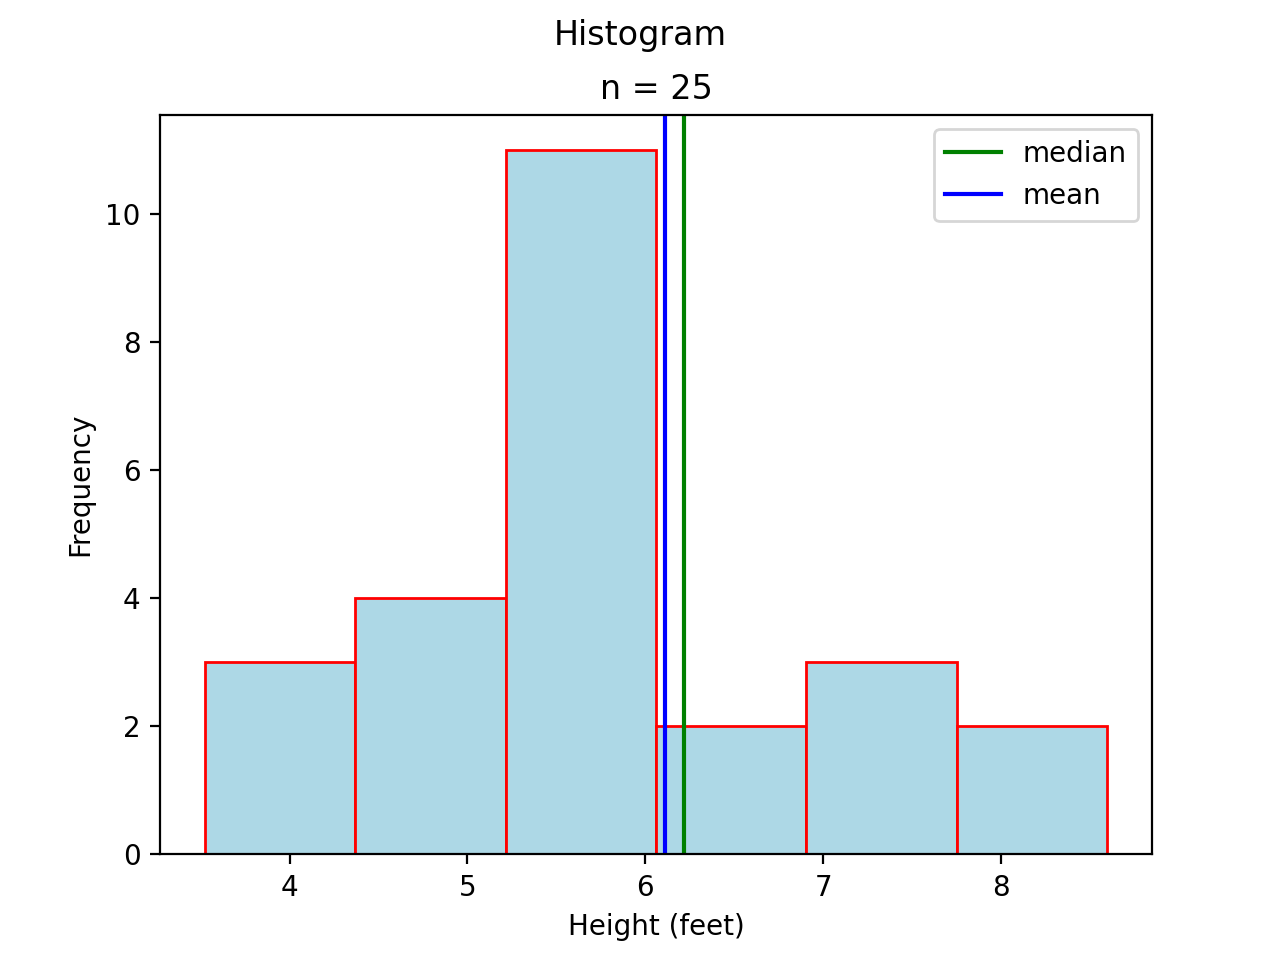 Histogram
n = 25
median
mean
10
8
6
4
2
0
Frequency
4 5 6 7 8
Height (feet)